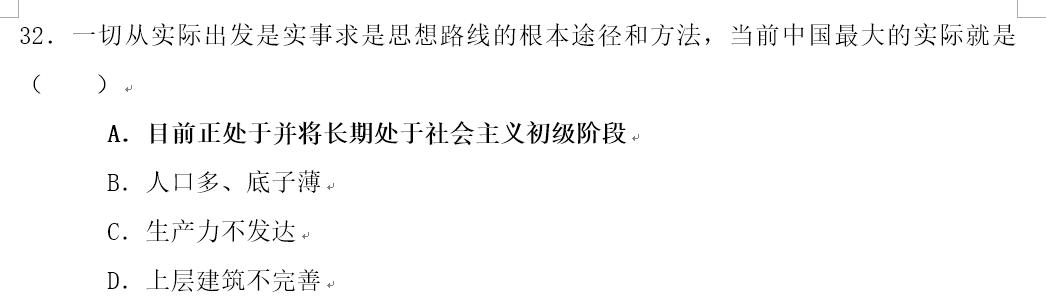 32．一切从实际出发是实事求是思想路线的根本途径和方法，当前中国最大的实际就是
（　　）
A．目前正处于并将长期处于社会主义初级阶段
B．人口多、底子薄
C．生产力不发达
D．上层建筑不完善